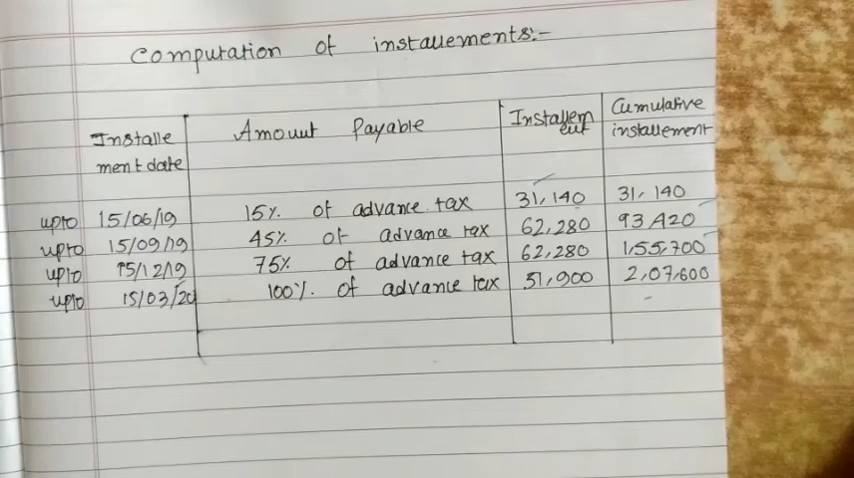 Computation of installements:-
Installe
ment date
Amount Payable
Installem
ent
Cumulative
installement
upto 15/06/19 15% of advance tax 31,140 31,140
upto 15/09/19 45% of advance tax 62,280 93,420
upto 15/12/19 75% of advance tax 62,280 1,55,700
upto 15/03/20 100% of advance tax 51,900 2,07,600